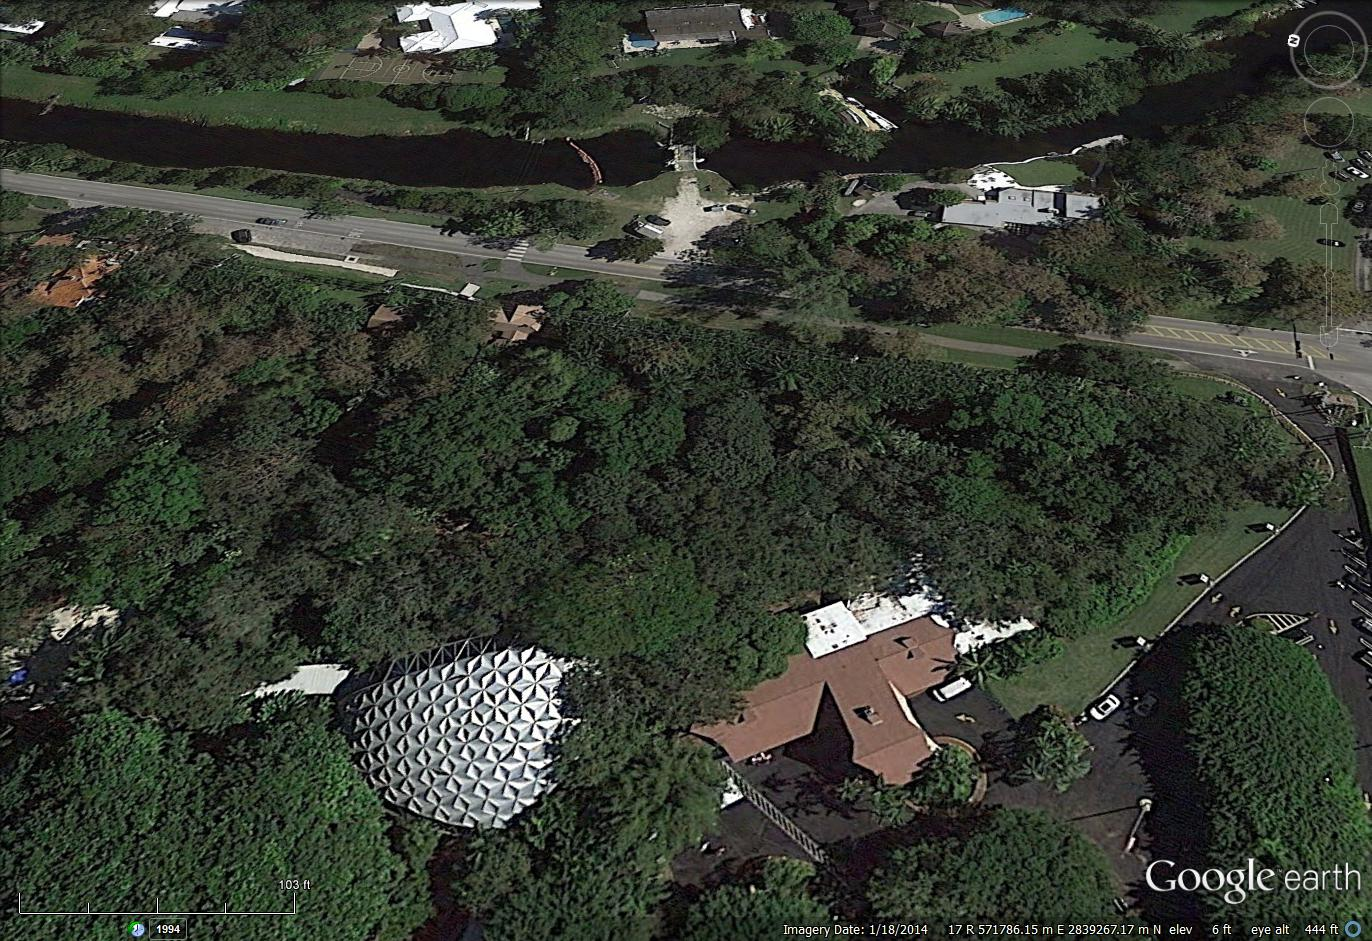 N
103 ft
Google earth
1994
Imagery Date: 1/18/2014 17 R 571786.15 m E 2839267.17 m N elev 6 ft eye alt 444 ft